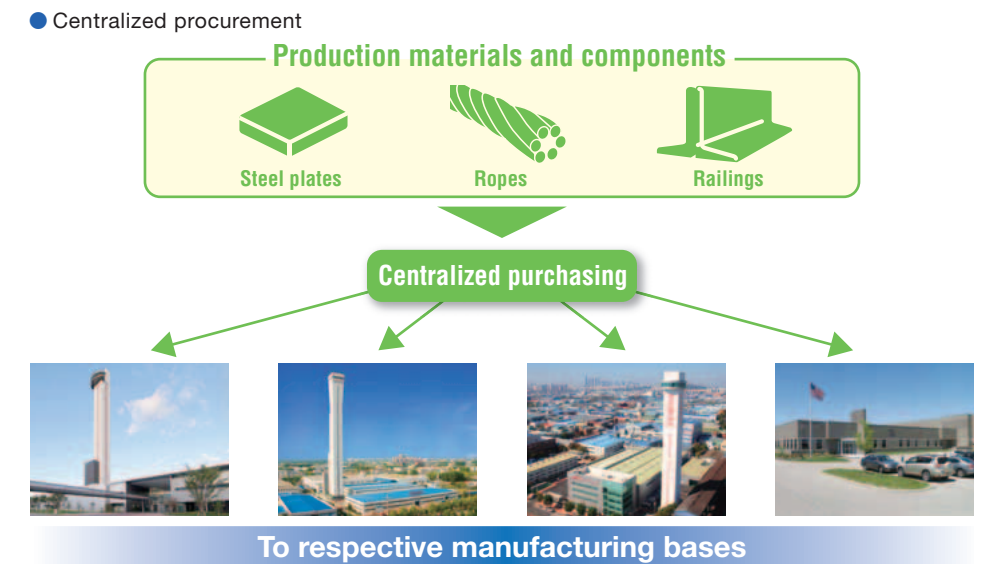 Centralized procurement
Production materials and components
Steel plates
Ropes
Railings
Centralized purchasing
To respective manufacturing bases